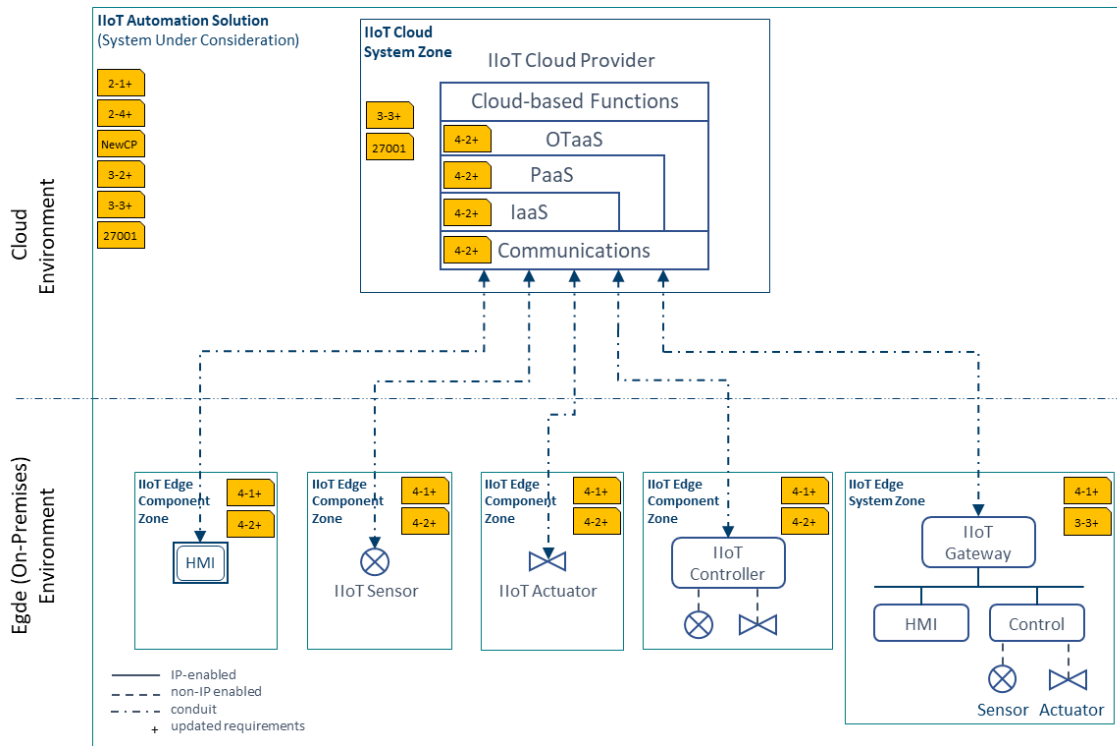 IIoT Automation Solution
(System Under Consideration)
2-1+
2-4+
NewCP
3-2+
3-3+
27001
IIoT Cloud
System Zone
IIoT Cloud Provider
3-3+
27001
Cloud-based Functions
4-2+
OTaaS
4-2+
PaaS
4-2+
IaaS
4-2+
Communications
Cloud
Environment
Egde (On-Premises)
Environment
IIoT Edge
Component
Zone
4-1+
4-2+
HMI
IIoT Edge
Component
Zone
4-1+
4-2+
IIoT Sensor
IIoT Edge
Component
Zone
4-1+
4-2+
IIoT Actuator
IIoT Edge
Component
Zone
4-1+
4-2+
IIoT
Controller
IIoT Edge
System Zone
4-1+
3-3+
IIoT
Gateway
HMI
Control
Sensor
Actuator
IP-enabled
non-IP enabled
conduit
+ updated requirements